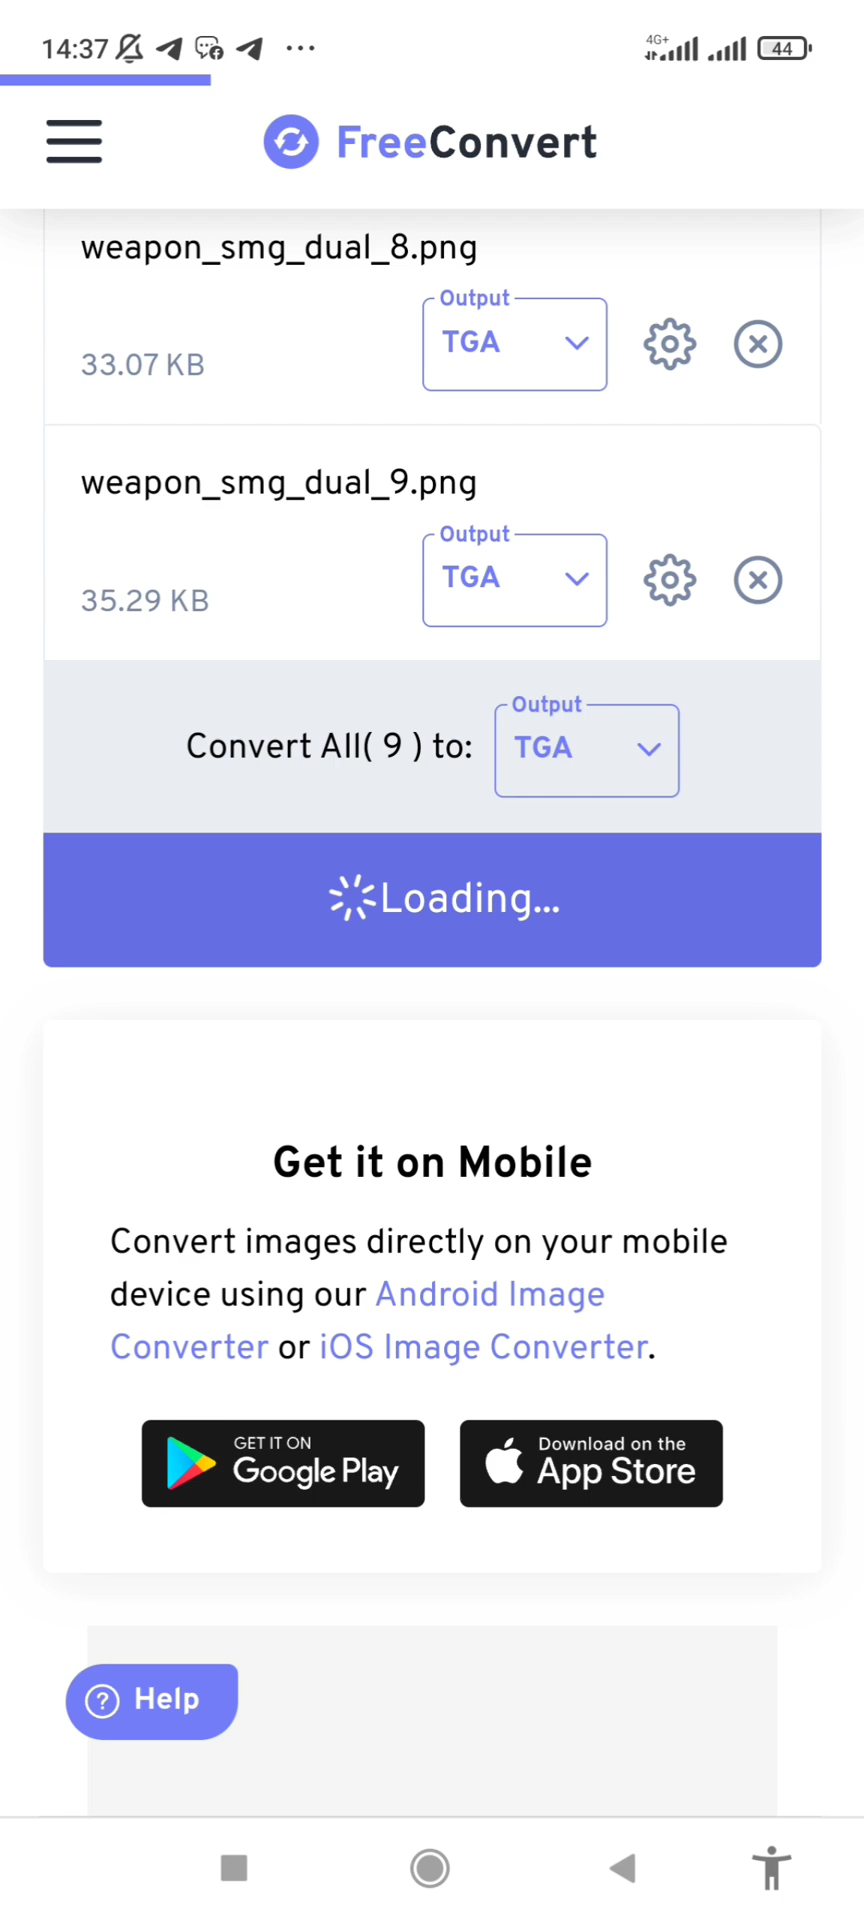 14:37
4G+
44
FreeConvert
weapon_smg_dual_8.png
Output
TGA
33.07 KB
weapon_smg_dual_9.png
Output
TGA
35.29 KB
Output
Convert All( 9 ) to:
TGA
Loading...
Get it on Mobile
Convert images directly on your mobile
device using our Android Image
Converter or iOS Image Converter.
GET IT ON
Google Play
Download on the
App Store
? Help